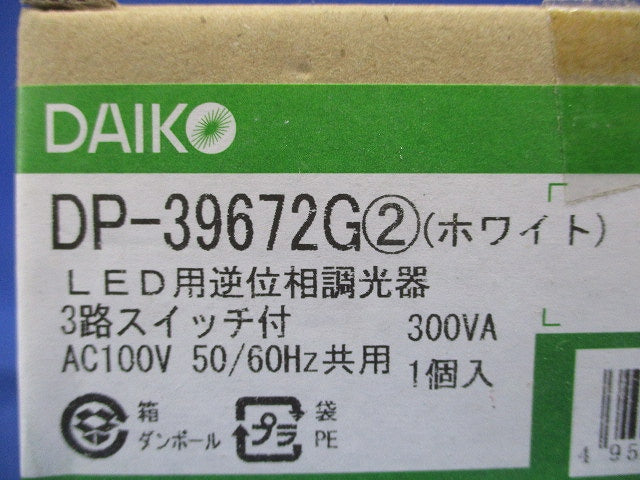 DAIKO
DP-39672G②(ホワイト)
LED用逆位相調光器
3路スイッチ付 300VA
AC100V 50/60Hz共用 1個入
箱 袋
ダンボール プラ PE
4 95